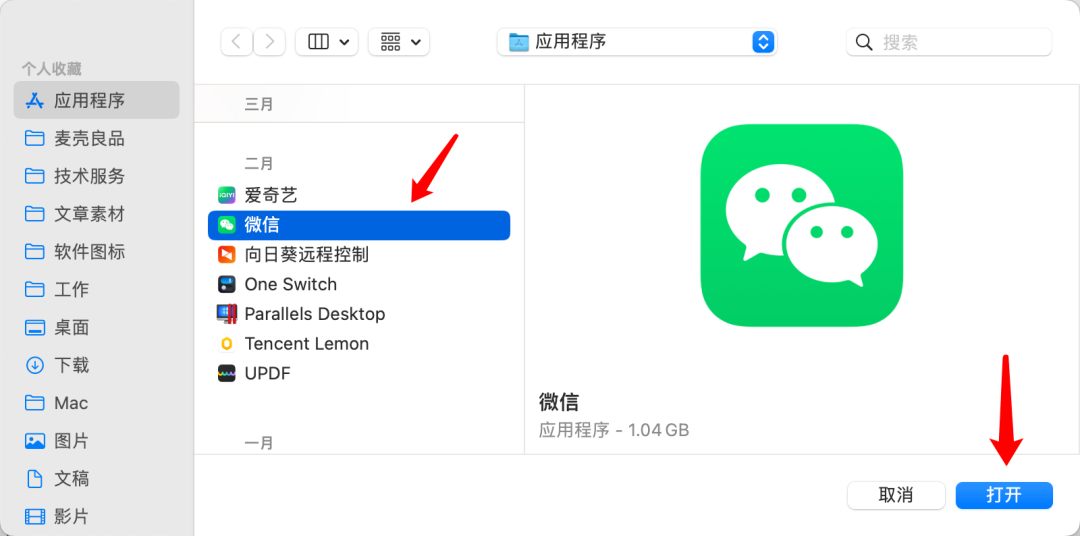 应用程序
搜索
个人收藏
应用程序
麦壳良品
技术服务
文章素材
软件图标
工作
桌面
下载
Mac
图片
文稿
影片
三月
二月
iQIYI
爱奇艺
微信
向日葵远程控制
One Switch
Parallels Desktop
Tencent Lemon
UPDF
一月
微信
应用程序 - 1.04 GB
取消
打开